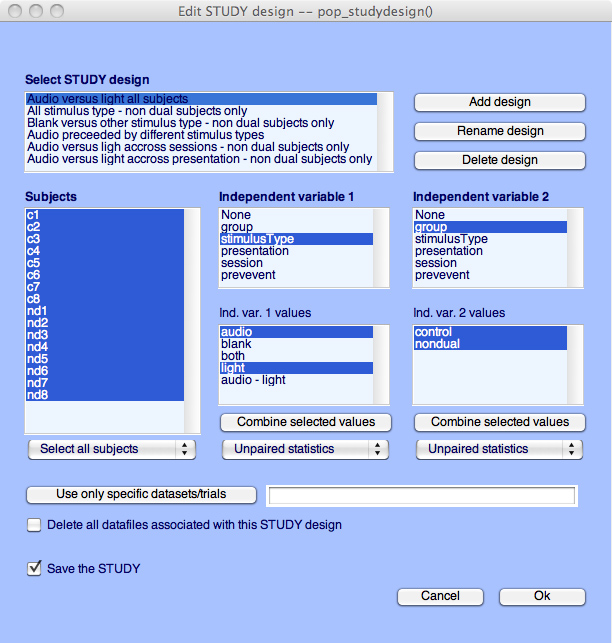 Edit STUDY design -- pop_studydesign()
Select STUDY design
Audio versus light all subjects
All stimulus type - non dual subjects only
Blank versus other stimulus type - non dual subjects only
Audio preceeded by different stimulus types
Audio versus ligh accross sessions - non dual subjects only
Audio versus light accross presentation - non dual subjects only
Add design
Rename design
Delete design
Subjects
c1
c2
c3
c4
c5
c6
c7
c8
nd1
nd2
nd3
nd4
nd5
nd6
nd7
nd8
Select all subjects
Independent variable 1
None
group
stimulusType
presentation
session
prevevent
Ind. var. 1 values
audio
blank
both
light
audio - light
Combine selected values
Unpaired statistics
Independent variable 2
None
group
stimulusType
presentation
session
prevevent
Ind. var. 2 values
control
nondual
Combine selected values
Unpaired statistics
Use only specific datasets/trials
Delete all datafiles associated with this STUDY design
Save the STUDY
Cancel
Ok